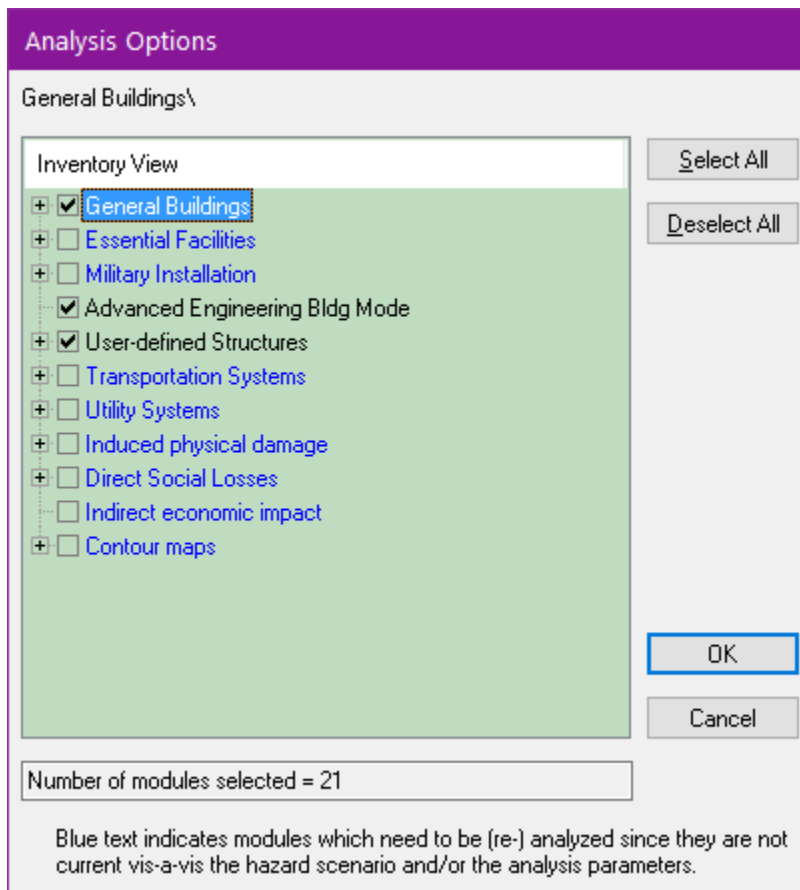 Analysis Options
General Buildings\
Inventory View
Select All
General Buildings
Deselect All
Essential Facilities
Military Installation
Advanced Engineering Bldg Mode
User-defined Structures
Transportation Systems
Utility Systems
Induced physical damage
Direct Social Losses
Indirect economic impact
Contour maps
OK
Cancel
Number of modules selected = 21
Blue text indicates modules which need to be (re-) analyzed since they are not
current vis-a-vis the hazard scenario and/or the analysis parameters.